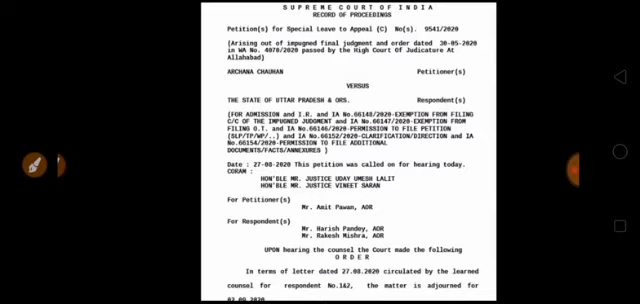 SUPREME COURT OF INDIA
RECORD OF PROCEEDINGS
Petition(s) for Special Leave to Appeal (C) No(s). 9541/2020
(Arising out of impugned final judgment and order dated 30-05-2020
in WA No. 4070/2020 passed by the High Court Of Judicature At
Allahabad)
ARCHANA CHAUHAN Petitioner(s)
VERSUS
THE STATE OF UTTAR PRADESH & ORS. Respondent(s)
(FOR ADMISSION and I.R. and IA No.66148/2020-EXEMPTION FROM FILING
C/C OF THE IMPUGNED JUDGMENT and IA No.66147/2020-EXEMPTION FROM
FILING O.T. and IA No.66146/2020-PERMISSION TO FILE PETITION
(SLP/TP/WP/..) and IA No.66152/2020-CLARIFICATION/DIRECTION and IA
No.66154/2020-PERMISSION TO FILE ADDITIONAL
DOCUMENTS/FACTS/ANNEXURES )
Date : 27-08-2020 This petition was called on for hearing today.
CORAM :
HON'BLE MR. JUSTICE UDAY UMESH LALIT
HON'BLE MR. JUSTICE VINEET SARAN
For Petitioner(s)
Mr. Amit Pawan, AOR
For Respondent(s)
Mr. Harish Pandey, AOR
Mr. Rakesh Mishra, AOR
UPON hearing the counsel the Court made the following
O R D E R
In terms of letter dated 27.08.2020 circulated by the learned
counsel for respondent No.1&2, the matter is adjourned for
02.09.2020